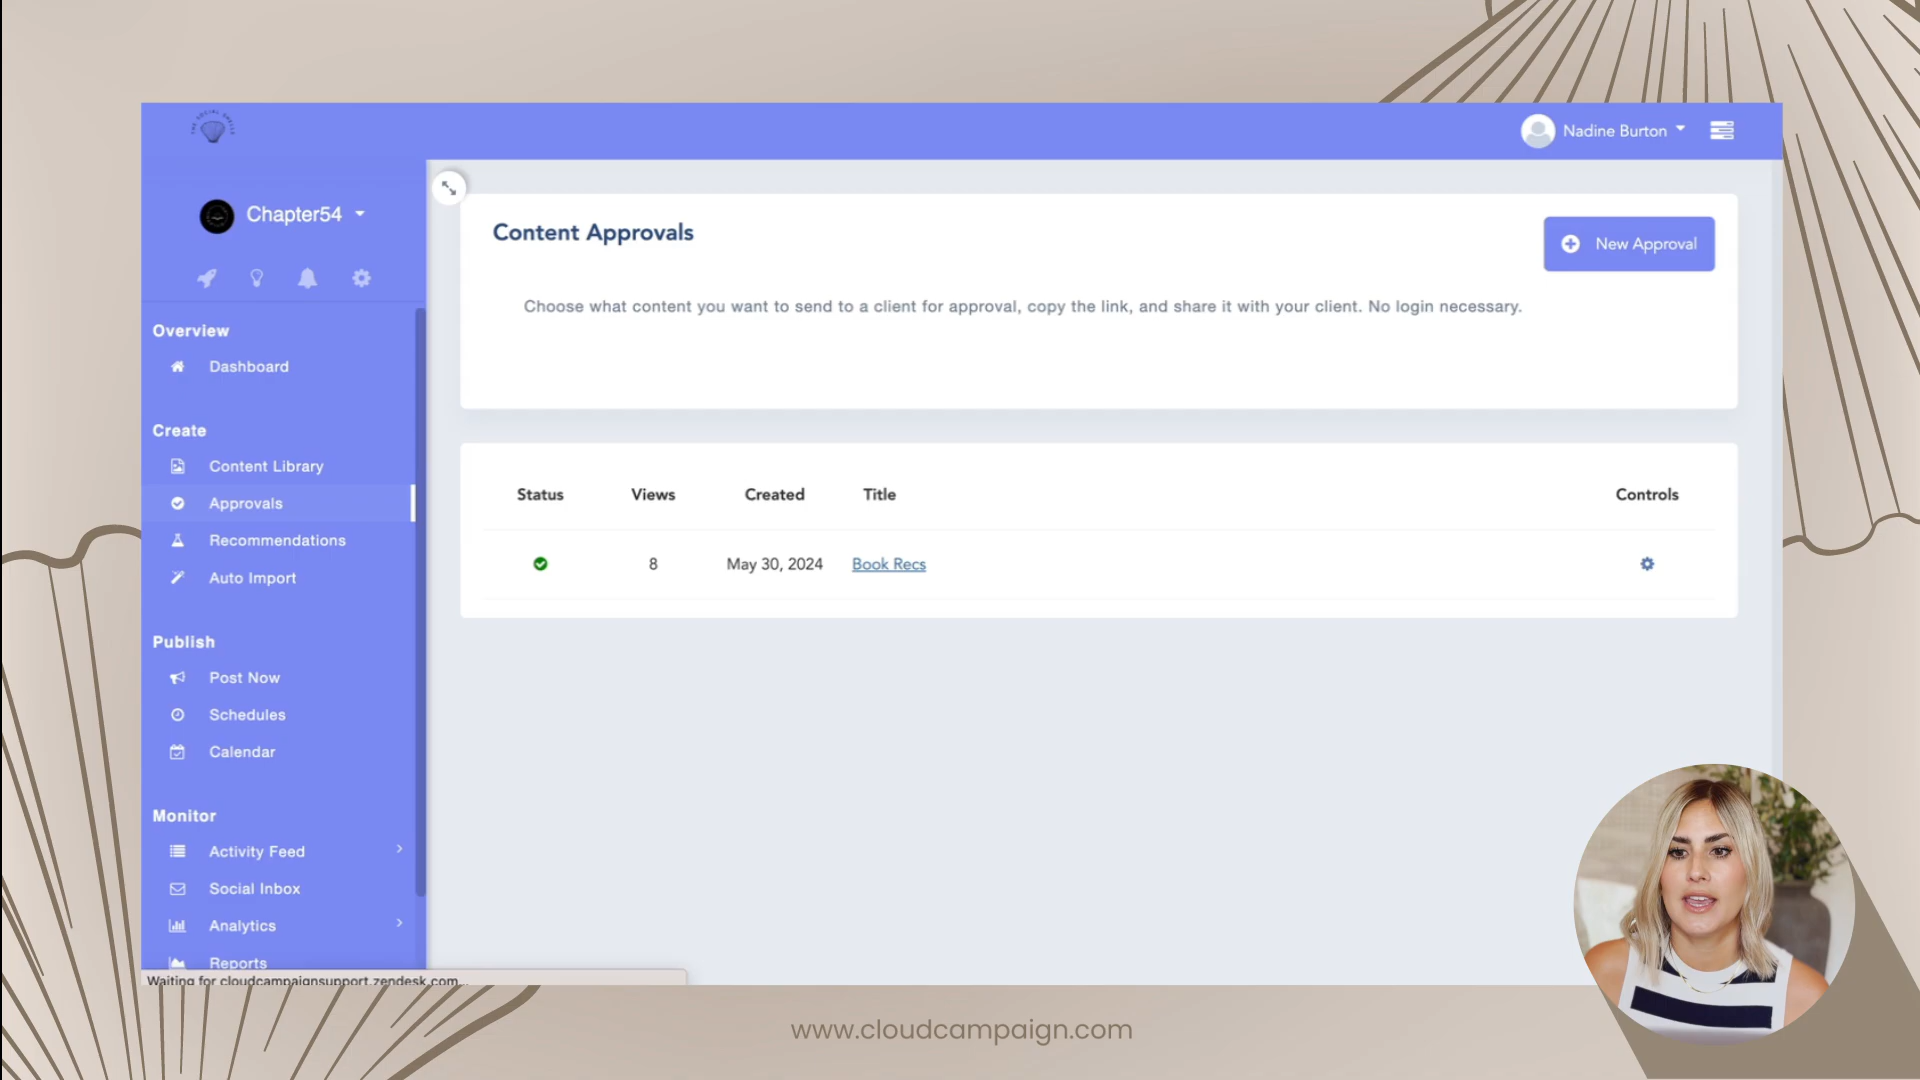 THE SOCIAL SHELLS
Nadine Burton
Chapter54
Content Approvals
New Approval
Choose what content you want to send to a client for approval, copy the link, and share it with your client. No login necessary.
Overview
Dashboard
Create
Content Library
Approvals
Recommendations
Auto Import
Publish
Post Now
Schedules
Calendar
Monitor
Activity Feed
Social Inbox
Analytics
Reports
Status Views Created Title Controls
8 May 30, 2024 Book Recs
Waiting for cloudcampaignsupport.zendesk.com...
www.cloudcampaign.com